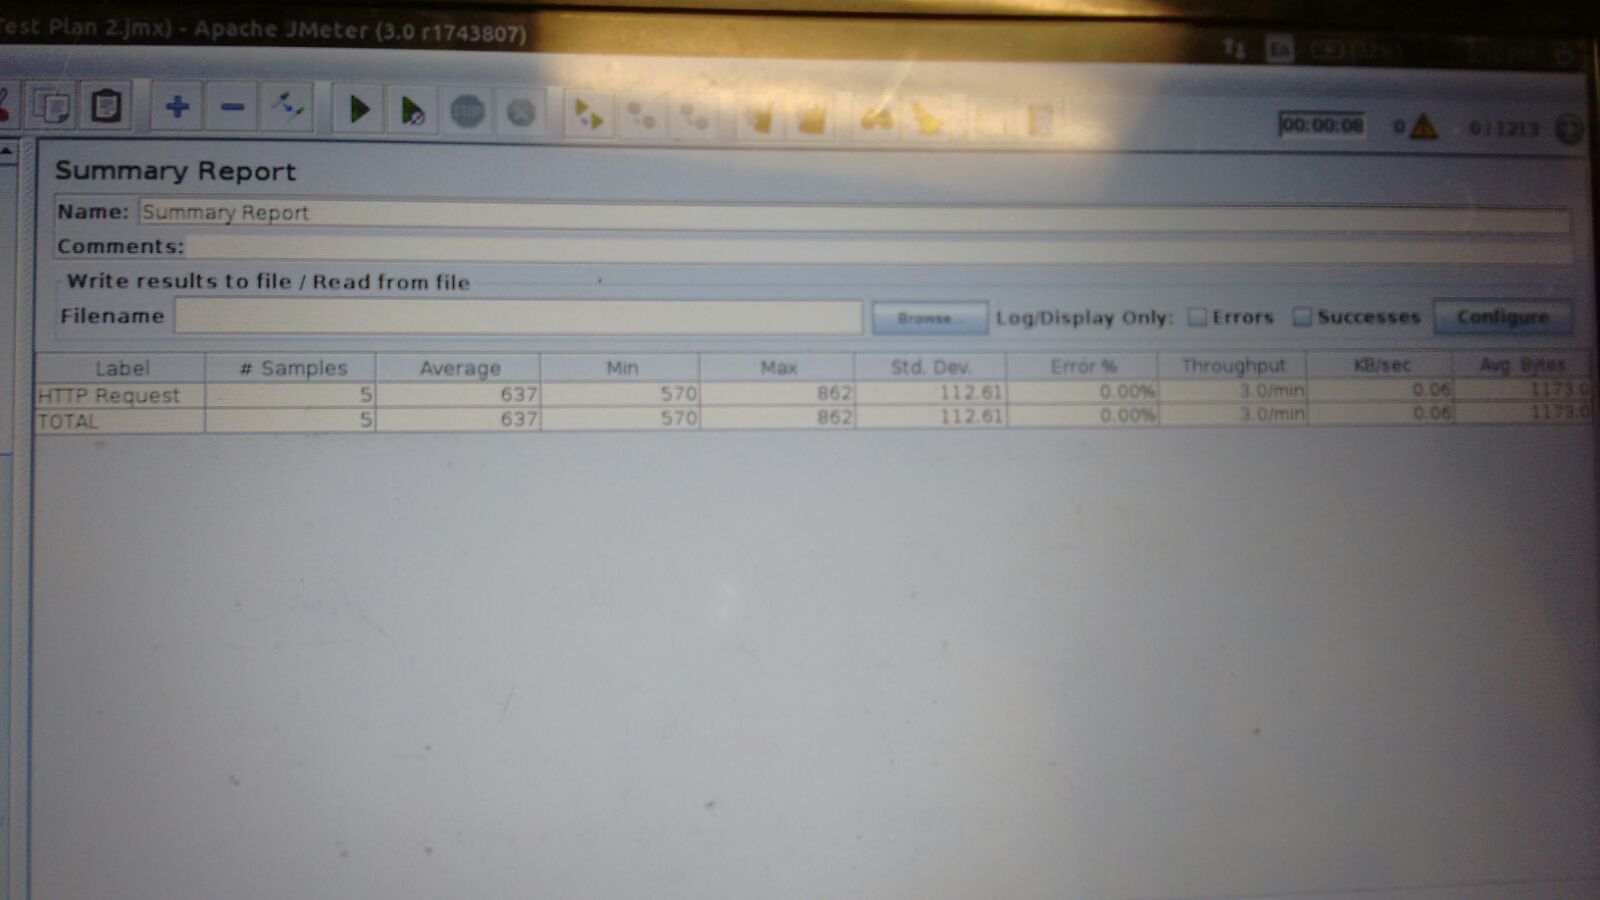 Test Plan 2.jmx) - Apache JMeter (3.0 r1743807)
00:00:08 0 0 / 1213
Summary Report
Name: Summary Report
Comments:
Write results to file / Read from file
Filename Browse... Log/Display Only: Errors Successes Configure
Label # Samples Average Min Max Std. Dev. Error % Throughput KB/sec Avg. Bytes
HTTP Request 5 637 570 862 112.61 0.00% 3.0/min 0.06 1173.0
TOTAL 5 637 570 862 112.61 0.00% 3.0/min 0.06 1173.0